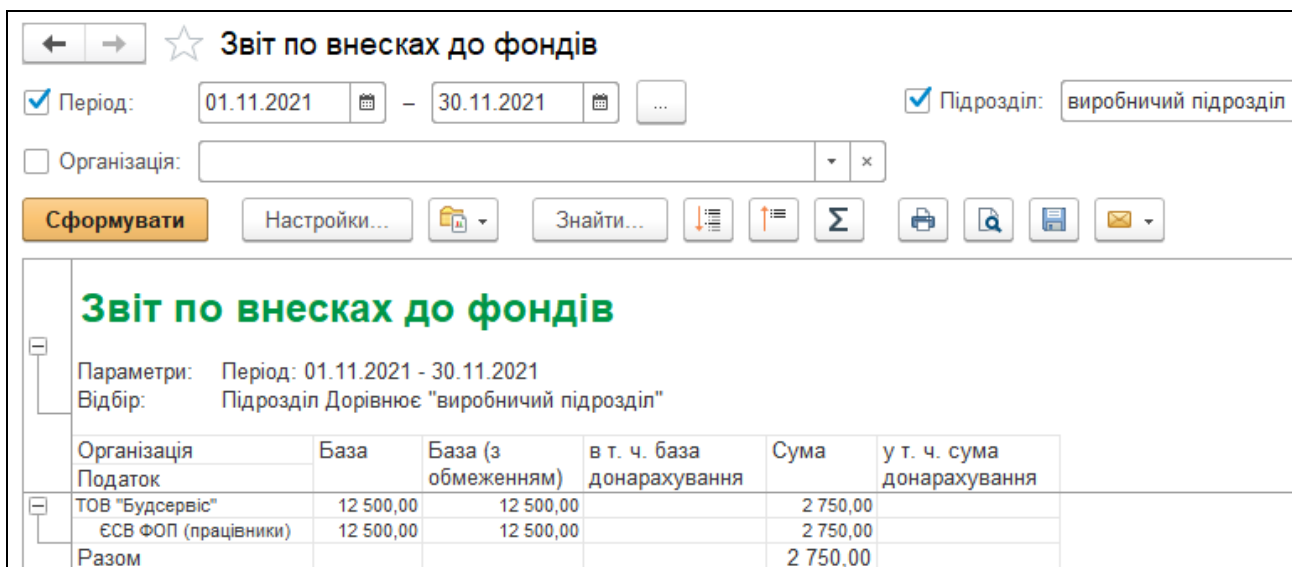 Звіт по внесках до фондів
Період: 01.11.2021 – 30.11.2021 ... Підрозділ: виробничий підрозділ
Організація:
Сформувати Настройки... Знайти... Σ
Звіт по внесках до фондів
Параметри: Період: 01.11.2021 - 30.11.2021
Відбір: Підрозділ Дорівнює "виробничий підрозділ"
Організація База База (з в т. ч. база Сума у т. ч. сума
Податок обмеженням) донарахування донарахування
ТОВ "Будсервіс" 12 500,00 12 500,00 2 750,00
ЄСВ ФОП (працівники) 12 500,00 12 500,00 2 750,00
Разом 2 750,00